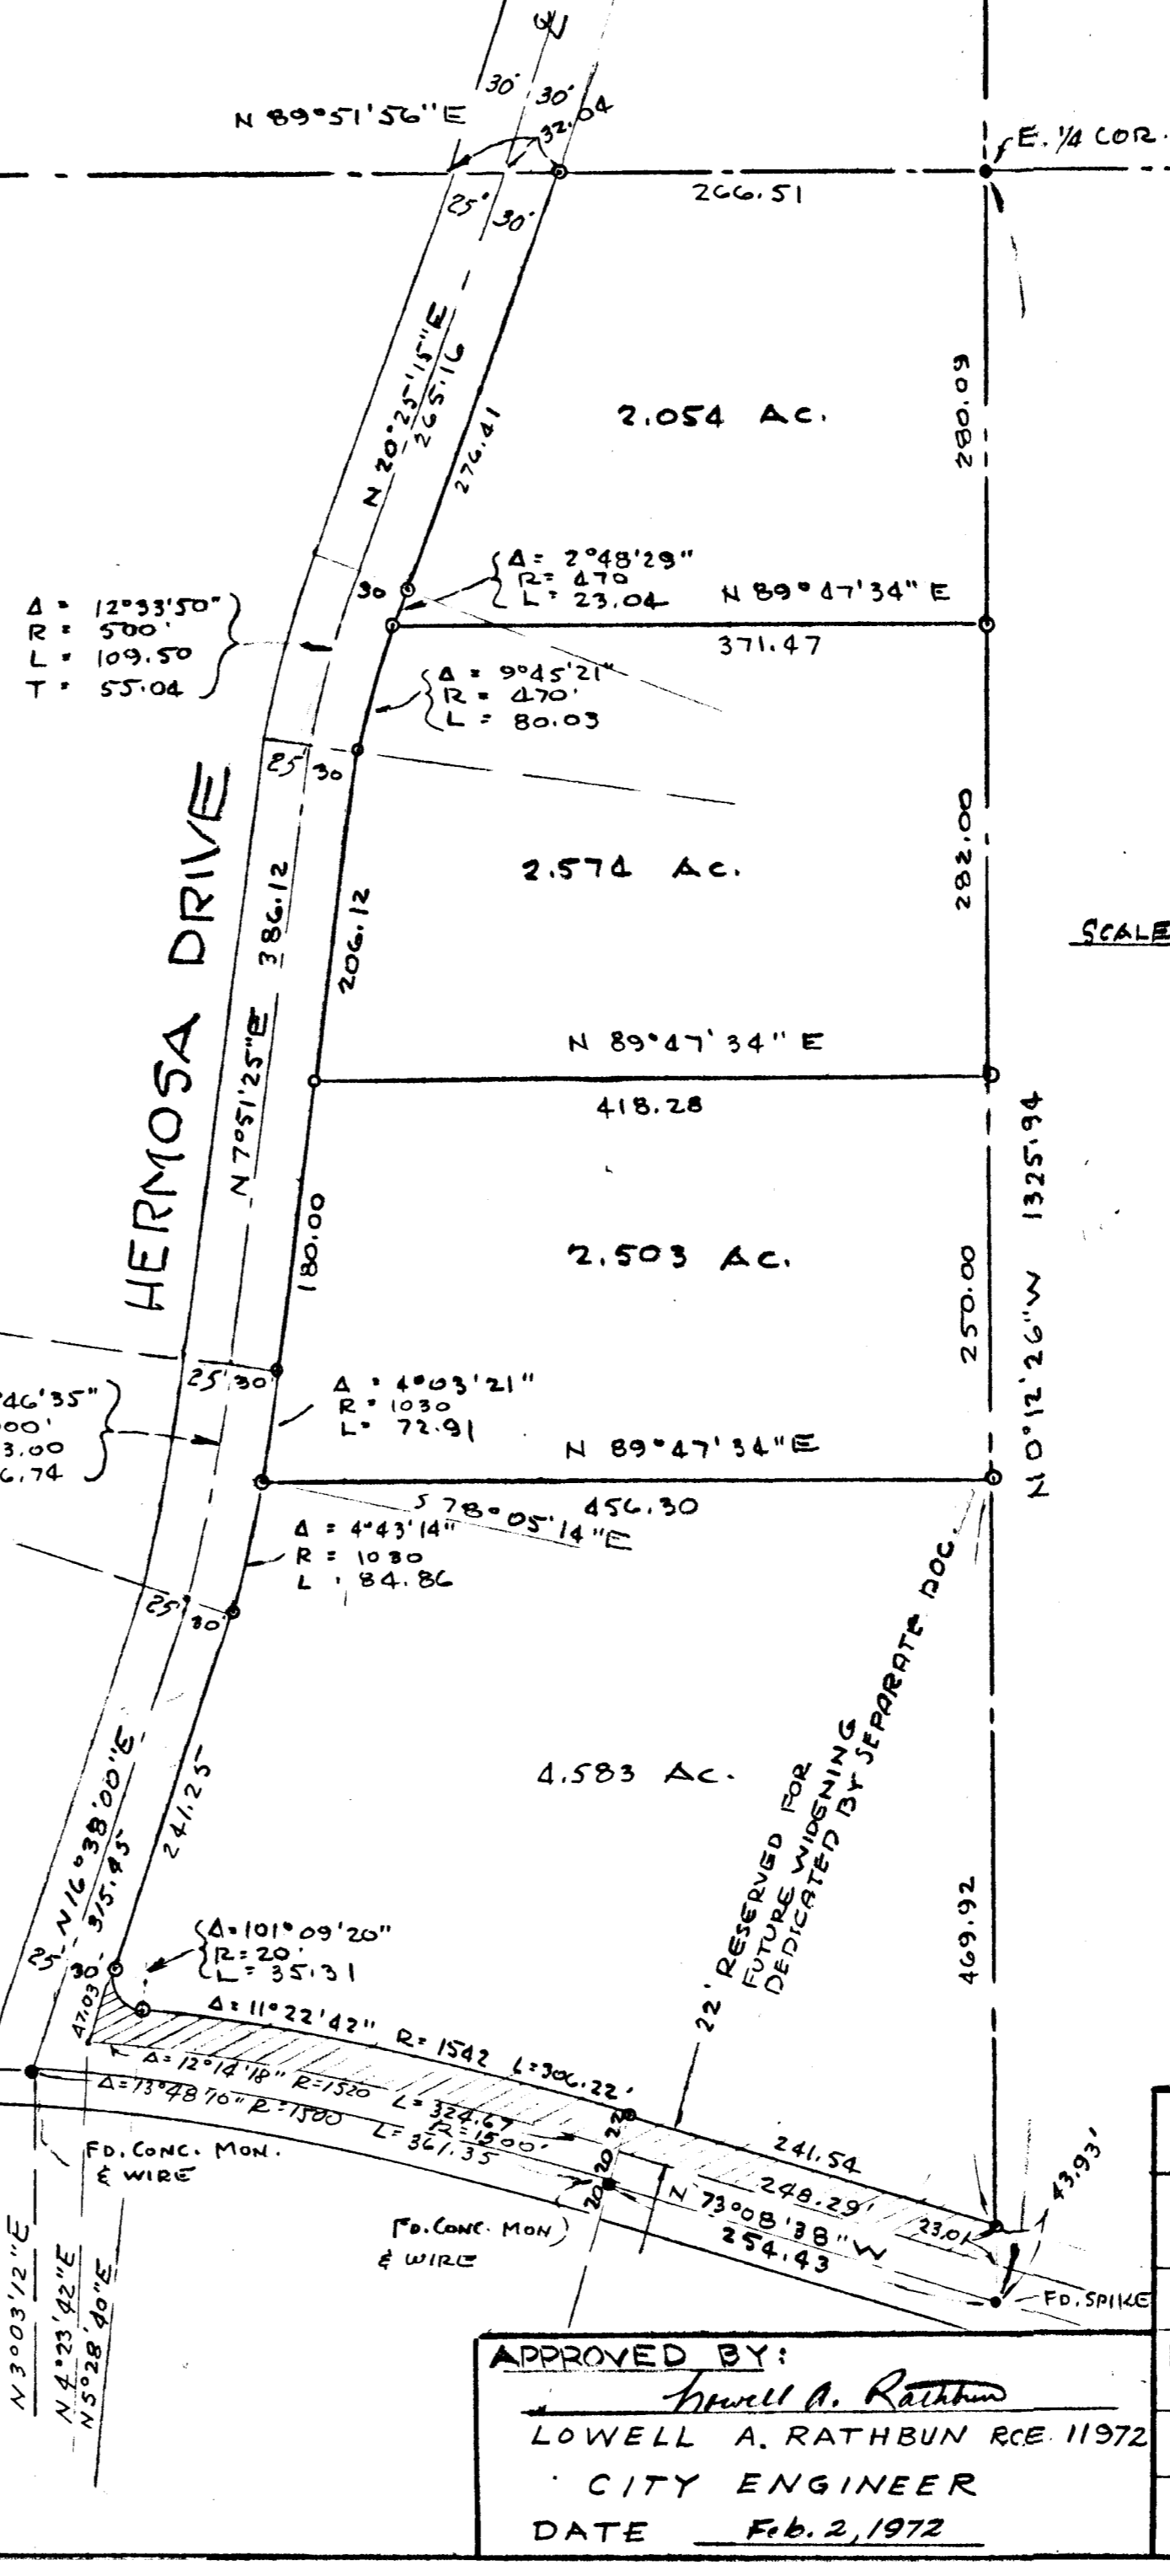 ℄
30' 30'
N 89°51'56" E
32.04
E. 1/4 COR.
266.51
25' 30'
N 20°25'15" E
265.16
276.41
280.09
2.054 AC.
Δ = 2°48'29"
R = 470
L = 23.04
N 89°47'34" E
30
371.47
Δ = 12°33'50"
R = 500'
L = 109.50
T = 55.04
Δ = 9°45'21"
R = 470'
L = 80.03
25' 30
HERMOSA DRIVE
386.12
N 7°51'25" E
206.12
2.574 AC.
282.00
SCALE
N 89°47'34" E
418.28
180.00
2.503 AC.
250.00
N 0°12'26" W 1325.94
25' 30'
°46'35"
00'
3.00
6.74
Δ = 4°03'21"
R = 1030
L = 72.91
N 89°47'34" E
456.30
S 78°05'14" E
Δ = 4°43'14"
R = 1030
L = 84.86
25' 30'
N 16°38'00" E
315.45
241.25
4.583 AC.
22' RESERVED FOR
FUTURE WIDENING
DEDICATED BY SEPARATE DOC.
469.92
25' 30'
47.03
Δ = 101°09'20"
R = 20'
L = 35.31
Δ = 11°22'42" R = 1542 L = 306.22'
Δ = 12°14'18" R = 1520 L = 324.67
R = 1500 L = 361.35
R = 1500'
20 20 22
241.54
248.29'
N 73°08'38" W
254.43
23.01
43.93'
FD. CONC. MON.
& WIRE
FD. CONC. MON)
& WIRE
FD. SPIKE
N 3°03'12" E
N 4°23'42" E
N 5°28'40" E
APPROVED BY:
Lowell A. Rathbun
LOWELL A. RATHBUN RCE 11972
CITY ENGINEER
DATE Feb. 2, 1972